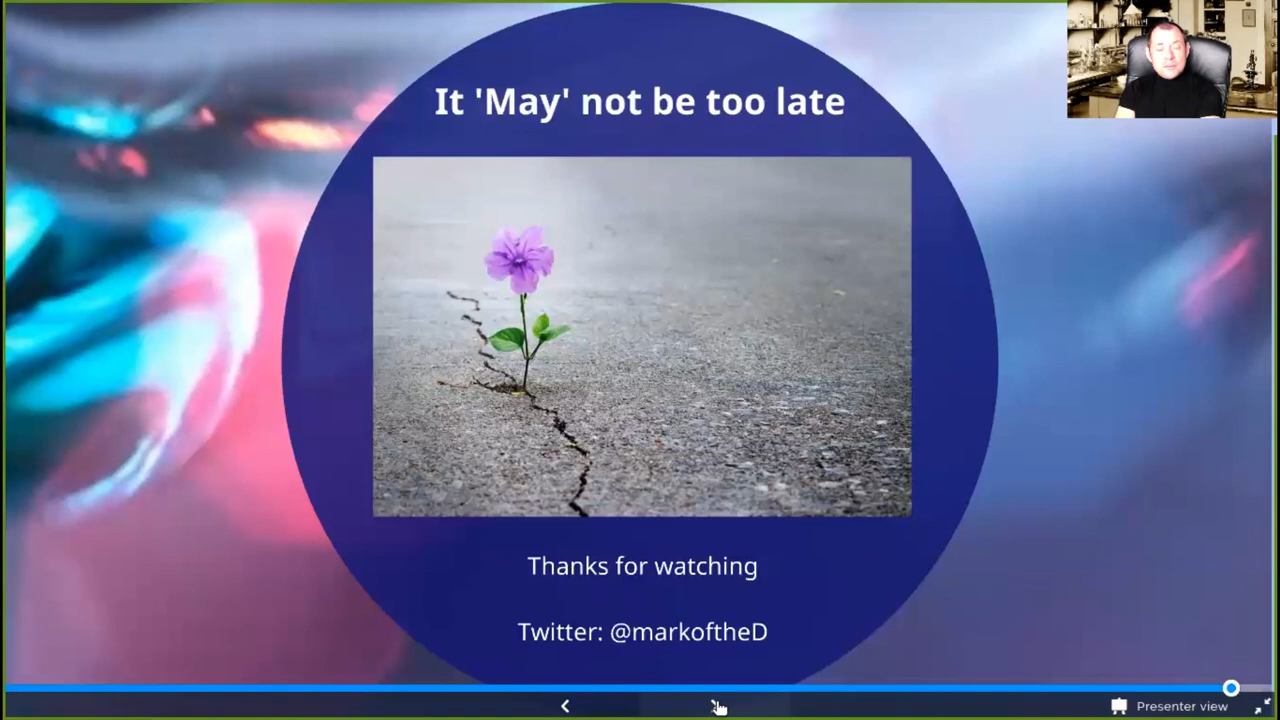 It 'May' not be too late
Thanks for watching
Twitter: @markoftheD
Presenter view